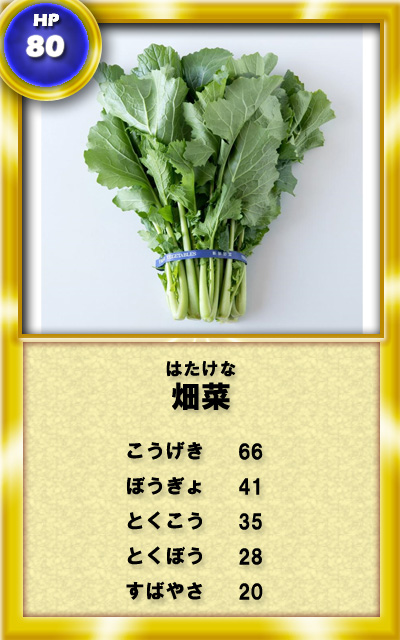 HP
80
VEGETABLES
はたけな
畑菜
こうげき 66
ぼうぎょ 41
とくこう 35
とくぼう 28
すばやさ 20